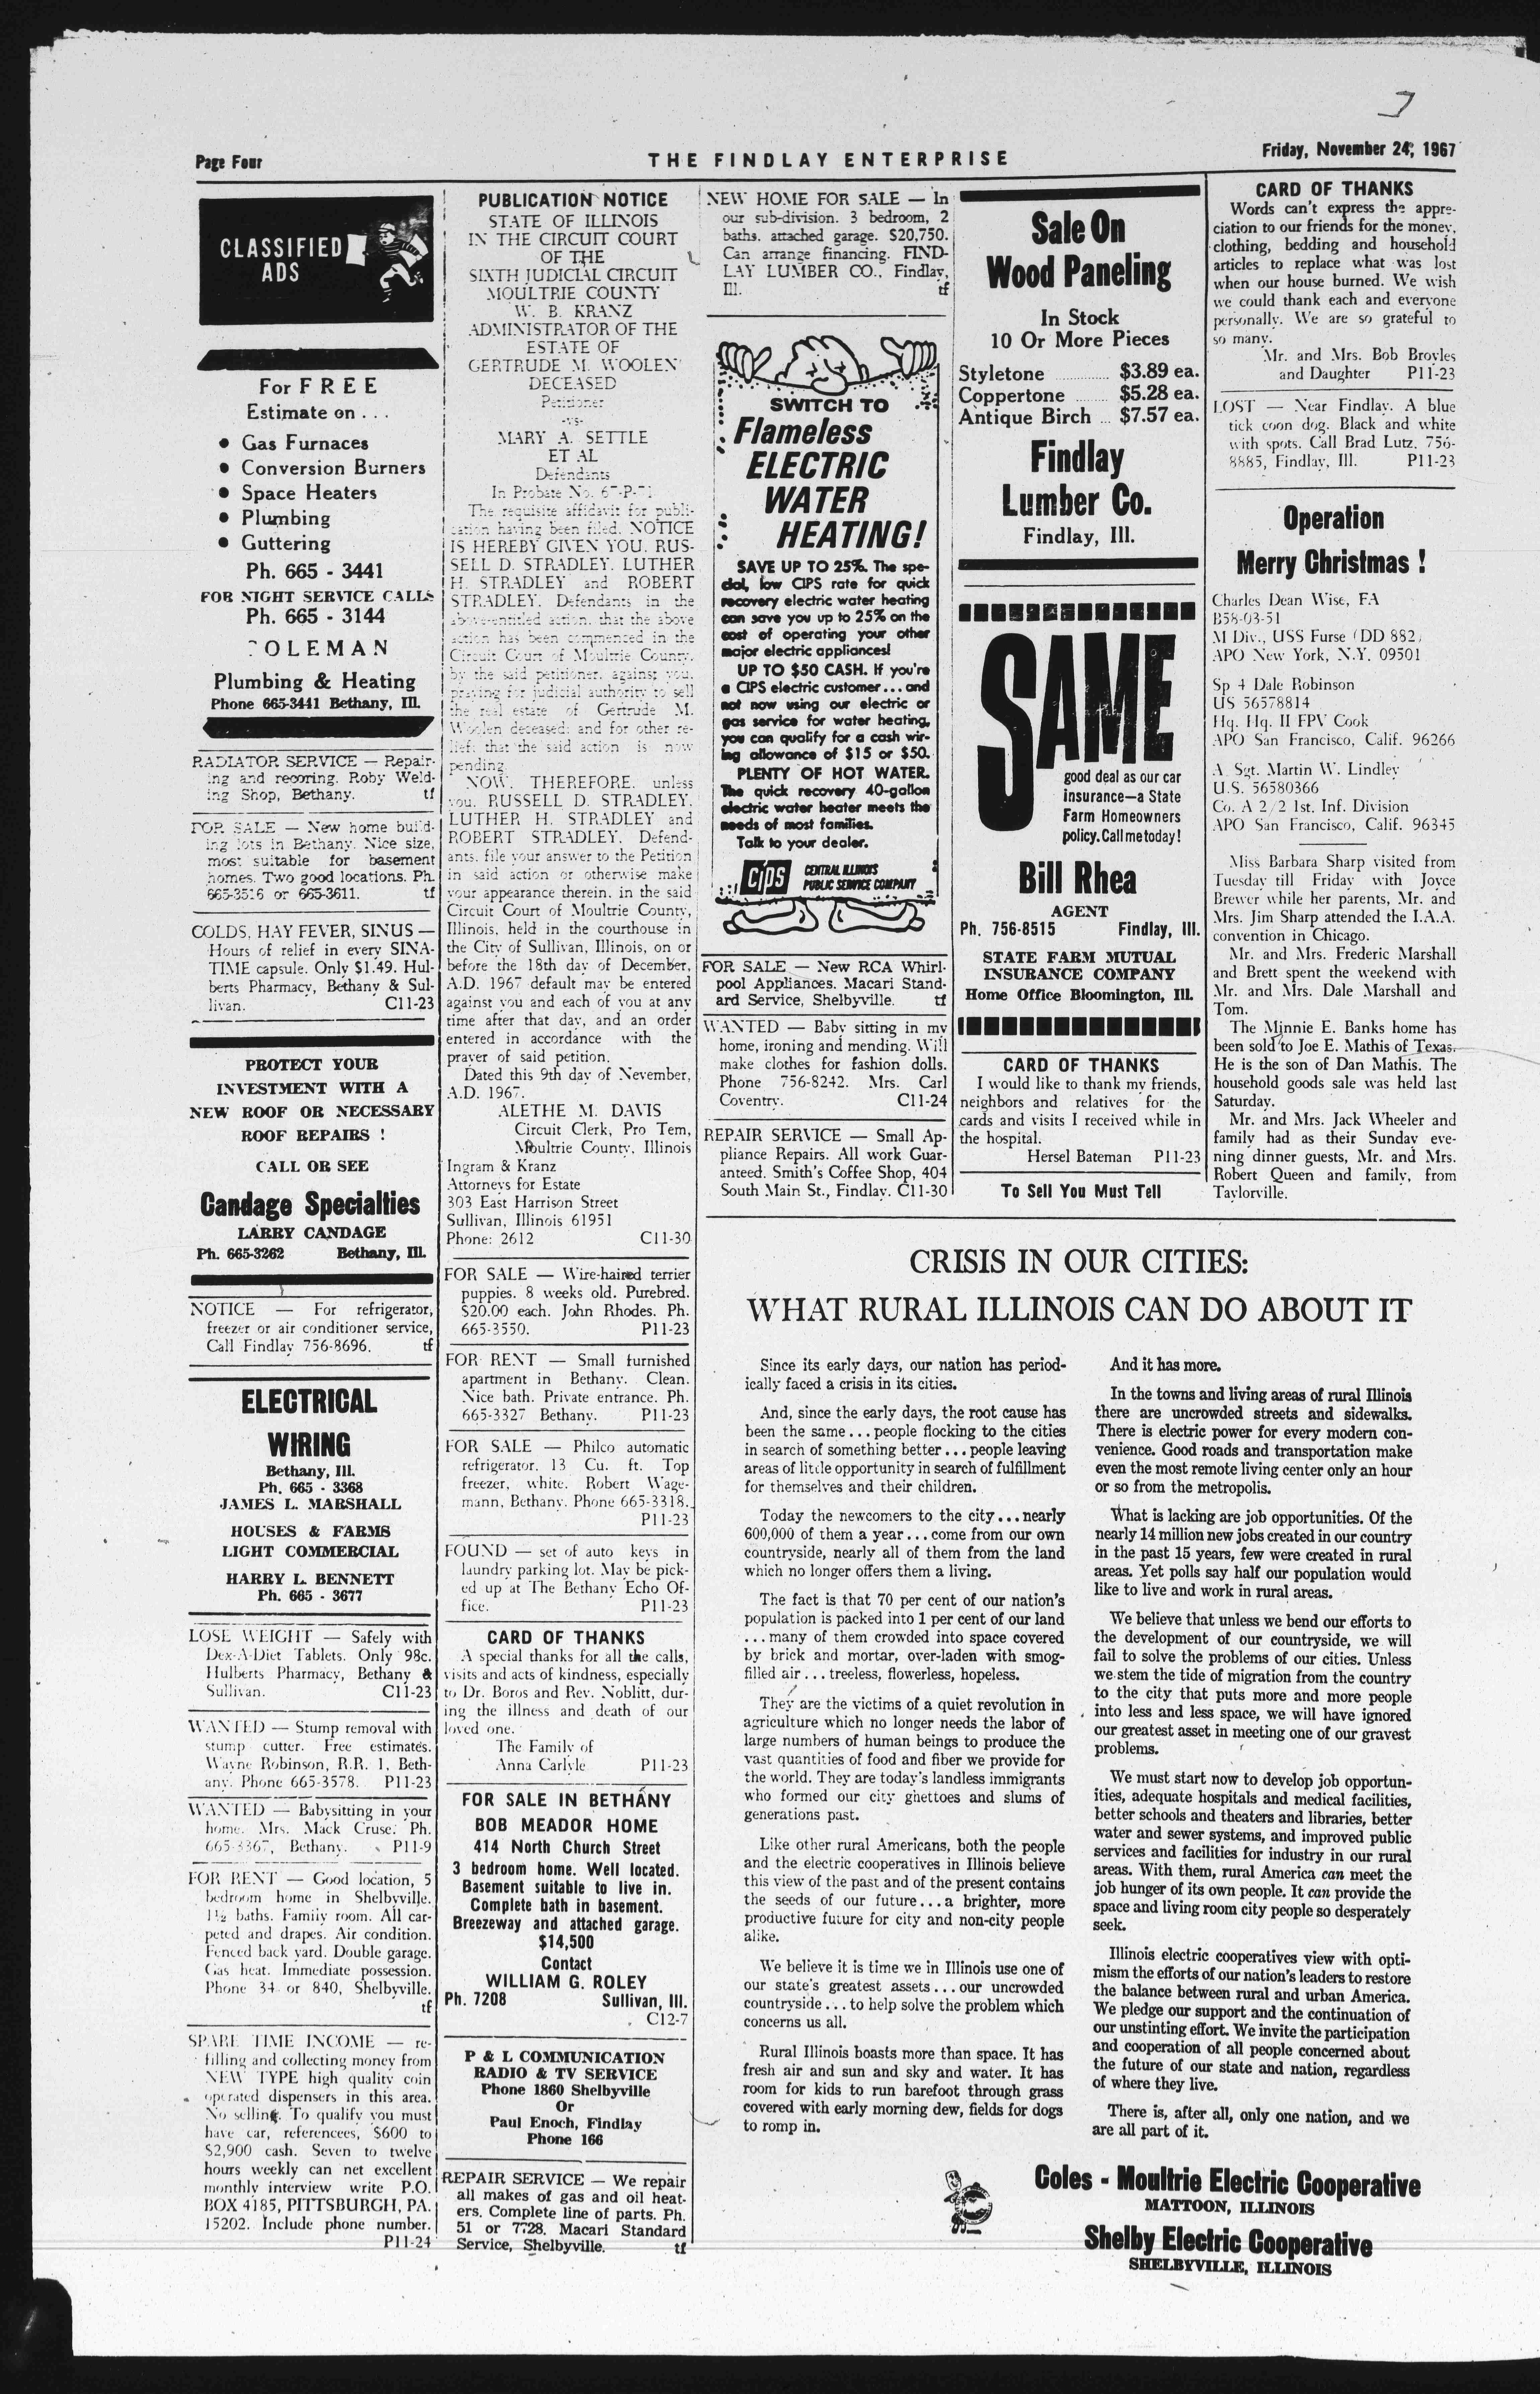 Page Four
THE FINDLAY ENTERPRISE
Friday, November 24, 1967
CLASSIFIED
ADS
For FREE
Estimate on . . .
• Gas Furnaces
• Conversion Burners
• Space Heaters
• Plumbing
• Guttering
Ph. 665 - 3441
FOR NIGHT SERVICE CALLS
Ph. 665 - 3144
OLEMAN
Plumbing & Heating
Phone 665-3441 Bethany, Ill.
RADIATOR SERVICE — Repair-
ing and recoring. Roby Weld-
ing Shop, Bethany. tf
FOR SALE — New home build-
ing lots in Bethany. Nice size,
most suitable for basement
homes. Two good locations. Ph.
665-3516 or 665-3611. tf
COLDS, HAY FEVER, SINUS —
Hours of relief in every SINA-
TIME capsule. Only $1.49. Hul-
berts Pharmacy, Bethany & Sul-
livan. C11-23
PROTECT YOUR
INVESTMENT WITH A
NEW ROOF OR NECESSARY
ROOF REPAIRS !
CALL OR SEE
Candage Specialties
LARRY CANDAGE
Ph. 665-3262 Bethany, Ill.
NOTICE — For refrigerator,
freezer or air conditioner service,
Call Findlay 756-8696. tf
ELECTRICAL
WIRING
Bethany, Ill.
Ph. 665 - 3368
JAMES L. MARSHALL
HOUSES & FARMS
LIGHT COMMERCIAL
HARRY L. BENNETT
Ph. 665 - 3677
LOSE WEIGHT — Safely with
Dex-A-Diet Tablets. Only 98c.
Hulberts Pharmacy, Bethany &
Sullivan. C11-23
WANTED — Stump removal with
stump cutter. Free estimates.
Wayne Robinson, R.R. 1, Beth-
any. Phone 665-3578. P11-23
WANTED — Babysitting in your
home. Mrs. Mack Cruse. Ph.
665-3367, Bethany. P11-9
FOR RENT — Good location, 5
bedroom home in Shelbyville.
1½ baths. Family room. All car-
peted and drapes. Air condition.
Fenced back yard. Double garage.
Gas heat. Immediate possession.
Phone 34 or 840, Shelbyville.
tf
SPARE TIME INCOME — re-
filling and collecting money from
NEW TYPE high quality coin
operated dispensers in this area.
No selling. To qualify you must
have car, referencees, $600 to
$2,900 cash. Seven to twelve
hours weekly can net excellent
monthly interview write P.O.
BOX 4185, PITTSBURGH, PA.
15202. Include phone number.
P11-24
PUBLICATION NOTICE
STATE OF ILLINOIS
IN THE CIRCUIT COURT
OF THE
SIXTH JUDICIAL CIRCUIT
MOULTRIE COUNTY
W. B. KRANZ
ADMINISTRATOR OF THE
ESTATE OF
GERTRUDE M. WOOLEN
DECEASED
Petitioner
-vs-
MARY A. SETTLE
ET AL
Defendants
In Probate No. 67-P-71
The requisite affidavit for publi-
cation having been filed, NOTICE
IS HEREBY GIVEN YOU, RUS-
SELL D. STRADLEY, LUTHER
H. STRADLEY and ROBERT
STRADLEY, Defendants in the
above-entitled action, that the above
action has been commenced in the
Circuit Court of Moultrie County,
by the said petitioner, against you,
praying for judicial authority to sell
the real estate of Gertrude M.
Woolen deceased; and for other re-
lief; that the said action is now
pending.
NOW, THEREFORE, unless
you, RUSSELL D. STRADLEY,
LUTHER H. STRADLEY and
ROBERT STRADLEY, Defend-
ants, file your answer to the Petition
in said action or otherwise make
your appearance therein, in the said
Circuit Court of Moultrie County,
Illinois, held in the courthouse in
the City of Sullivan, Illinois, on or
before the 18th day of December,
A.D. 1967 default may be entered
against you and each of you at any
time after that day, and an order
entered in accordance with the
prayer of said petition.
Dated this 9th day of Nevember,
A.D. 1967.
ALETHE M. DAVIS
Circuit Clerk, Pro Tem,
Moultrie County, Illinois
Ingram & Kranz
Attorneys for Estate
303 East Harrison Street
Sullivan, Illinois 61951
Phone: 2612 C11-30
FOR SALE — Wire-haired terrier
puppies. 8 weeks old. Purebred.
$20.00 each. John Rhodes. Ph.
665-3550. P11-23
FOR RENT — Small furnished
apartment in Bethany. Clean.
Nice bath. Private entrance. Ph.
665-3327 Bethany. P11-23
FOR SALE — Philco automatic
refrigerator. 13 Cu. ft. Top
freezer, white. Robert Wage-
mann, Bethany. Phone 665-3318.
P11-23
FOUND — set of auto keys in
laundry parking lot. May be pick-
ed up at The Bethany Echo Of-
fice. P11-23
CARD OF THANKS
A special thanks for all the calls,
visits and acts of kindness, especially
to Dr. Boros and Rev. Noblitt, dur-
ing the illness and death of our
loved one.
The Family of
Anna Carlyle P11-23
FOR SALE IN BETHANY
BOB MEADOR HOME
414 North Church Street
3 bedroom home. Well located.
Basement suitable to live in.
Complete bath in basement.
Breezeway and attached garage.
$14,500
Contact
WILLIAM G. ROLEY
Ph. 7208 Sullivan, Ill.
C12-7
P & L COMMUNICATION
RADIO & TV SERVICE
Phone 1860 Shelbyville
Or
Paul Enoch, Findlay
Phone 166
REPAIR SERVICE — We repair
all makes of gas and oil heat-
ers. Complete line of parts. Ph.
51 or 7728. Macari Standard
Service, Shelbyville. tf
NEW HOME FOR SALE — In
our sub-division. 3 bedroom, 2
baths. attached garage. $20,750.
Can arrange financing. FIND-
LAY LUMBER CO., Findlay,
Ill. tf
SWITCH TO
Flameless
ELECTRIC
WATER
HEATING!
SAVE UP TO 25%. The spe-
cial, low CIPS rate for quick
recovery electric water heating
can save you up to 25% on the
cost of operating your other
major electric appliances!
UP TO $50 CASH. If you're
a CIPS electric customer...and
not now using our electric or
gas service for water heating,
you can qualify for a cash wir-
ing allowance of $15 or $50.
PLENTY OF HOT WATER.
The quick recovery 40-gallon
electric water heater meets the
needs of most families.
Talk to your dealer.
CIPS
CENTRAL ILLINOIS
PUBLIC SERVICE COMPANY
FOR SALE — New RCA Whirl-
pool Appliances. Macari Stand-
ard Service, Shelbyville. tf
WANTED — Baby sitting in my
home, ironing and mending. Will
make clothes for fashion dolls.
Phone 756-8242. Mrs. Carl
Coventry. C11-24
REPAIR SERVICE — Small Ap-
pliance Repairs. All work Guar-
anteed. Smith's Coffee Shop, 404
South Main St., Findlay. C11-30
Sale On
Wood Paneling
In Stock
10 Or More Pieces
Styletone $3.89 ea.
Coppertone $5.28 ea.
Antique Birch $7.57 ea.
Findlay
Lumber Co.
Findlay, Ill.
SAME
good deal as our car
insurance—a State
Farm Homeowners
policy. Call me today!
Bill Rhea
AGENT
Ph. 756-8515 Findlay, Ill.
STATE FARM MUTUAL
INSURANCE COMPANY
Home Office Bloomington, Ill.
CARD OF THANKS
I would like to thank my friends,
neighbors and relatives for the
cards and visits I received while in
the hospital.
Hersel Bateman P11-23
To Sell You Must Tell
CARD OF THANKS
Words can't express the appre-
ciation to our friends for the money,
clothing, bedding and household
articles to replace what was lost
when our house burned. We wish
we could thank each and everyone
personally. We are so grateful to
so many.
Mr. and Mrs. Bob Broyles
and Daughter P11-23
LOST — Near Findlay. A blue
tick coon dog. Black and white
with spots. Call Brad Lutz, 756-
8885, Findlay, Ill. P11-23
Operation
Merry Christmas !
Charles Dean Wise, FA
B58-03-51
M Div., USS Furse (DD 882)
APO New York, N.Y. 09501
Sp 4 Dale Robinson
US 56578814
Hq. Hq. II FPV Cook
APO San Francisco, Calif. 96266
A. Sgt. Martin W. Lindley
U.S. 56580366
Co. A 2/2 1st. Inf. Division
APO San Francisco, Calif. 96345
Miss Barbara Sharp visited from
Tuesday till Friday with Joyce
Brewer while her parents, Mr. and
Mrs. Jim Sharp attended the I.A.A.
convention in Chicago.
Mr. and Mrs. Frederic Marshall
and Brett spent the weekend with
Mr. and Mrs. Dale Marshall and
Tom.
The Minnie E. Banks home has
been sold to Joe E. Mathis of Texas.
He is the son of Dan Mathis. The
household goods sale was held last
Saturday.
Mr. and Mrs. Jack Wheeler and
family had as their Sunday eve-
ning dinner guests, Mr. and Mrs.
Robert Queen and family, from
Taylorville.
CRISIS IN OUR CITIES:
WHAT RURAL ILLINOIS CAN DO ABOUT IT
Since its early days, our nation has period-
ically faced a crisis in its cities.
And, since the early days, the root cause has
been the same...people flocking to the cities
in search of something better...people leaving
areas of little opportunity in search of fulfillment
for themselves and their children.
Today the newcomers to the city...nearly
600,000 of them a year...come from our own
countryside, nearly all of them from the land
which no longer offers them a living.
The fact is that 70 per cent of our nation's
population is packed into 1 per cent of our land
...many of them crowded into space covered
by brick and mortar, over-laden with smog-
filled air...treeless, flowerless, hopeless.
They are the victims of a quiet revolution in
agriculture which no longer needs the labor of
large numbers of human beings to produce the
vast quantities of food and fiber we provide for
the world. They are today's landless immigrants
who formed our city ghettoes and slums of
generations past.
Like other rural Americans, both the people
and the electric cooperatives in Illinois believe
this view of the past and of the present contains
the seeds of our future...a brighter, more
productive future for city and non-city people
alike.
We believe it is time we in Illinois use one of
our state's greatest assets...our uncrowded
countryside...to help solve the problem which
concerns us all.
Rural Illinois boasts more than space. It has
fresh air and sun and sky and water. It has
room for kids to run barefoot through grass
covered with early morning dew, fields for dogs
to romp in.
And it has more.
In the towns and living areas of rural Illinois
there are uncrowded streets and sidewalks.
There is electric power for every modern con-
venience. Good roads and transportation make
even the most remote living center only an hour
or so from the metropolis.
What is lacking are job opportunities. Of the
nearly 14 million new jobs created in our country
in the past 15 years, few were created in rural
areas. Yet polls say half our population would
like to live and work in rural areas.
We believe that unless we bend our efforts to
the development of our countryside, we will
fail to solve the problems of our cities. Unless
we stem the tide of migration from the country
to the city that puts more and more people
into less and less space, we will have ignored
our greatest asset in meeting one of our gravest
problems.
We must start now to develop job opportun-
ities, adequate hospitals and medical facilities,
better schools and theaters and libraries, better
water and sewer systems, and improved public
services and facilities for industry in our rural
areas. With them, rural America can meet the
job hunger of its own people. It can provide the
space and living room city people so desperately
seek.
Illinois electric cooperatives view with opti-
mism the efforts of our nation's leaders to restore
the balance between rural and urban America.
We pledge our support and the continuation of
our unstinting effort. We invite the participation
and cooperation of all people concerned about
the future of our state and nation, regardless
of where they live.
There is, after all, only one nation, and we
are all part of it.
Coles - Moultrie Electric Cooperative
MATTOON, ILLINOIS
Shelby Electric Cooperative
SHELBYVILLE, ILLINOIS